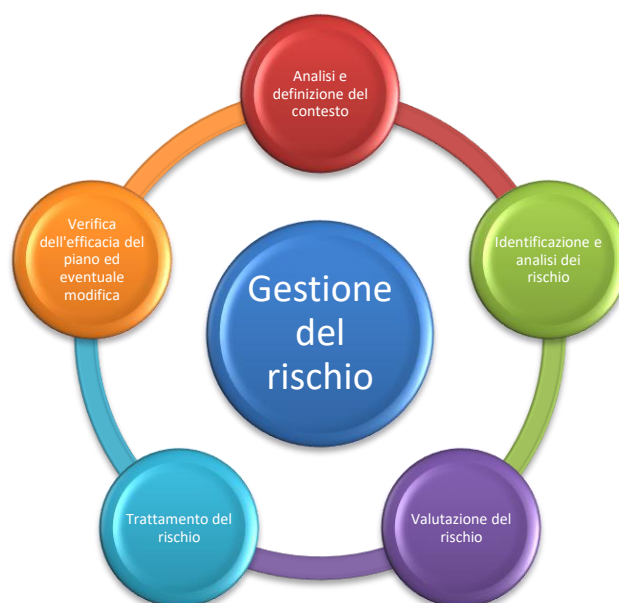 Analisi e
definizione del
contesto
Identificazione e
analisi dei
rischio
Valutazione del
rischio
Trattamento del
rischio
Verifica
dell'efficacia del
piano ed
eventuale
modifica
Gestione
del
rischio